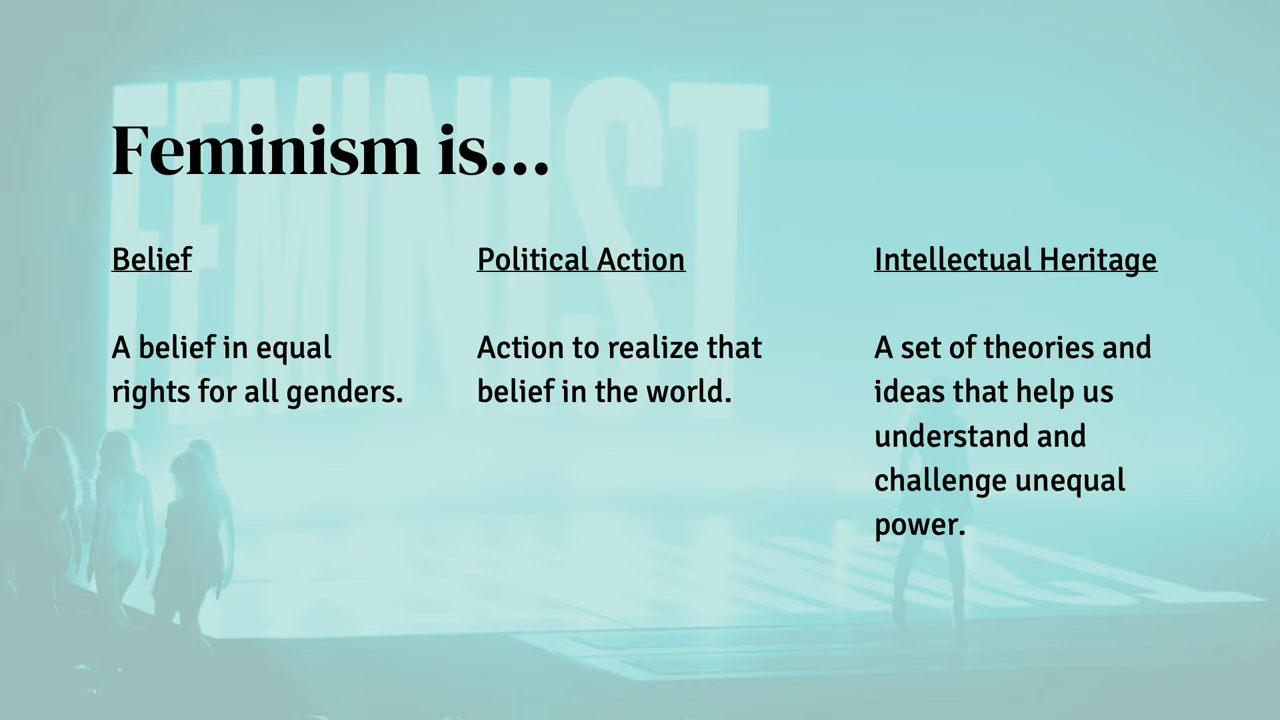 FEMINIST
Feminism is...
Belief
A belief in equal
rights for all genders.
Political Action
Action to realize that
belief in the world.
Intellectual Heritage
A set of theories and
ideas that help us
understand and
challenge unequal
power.